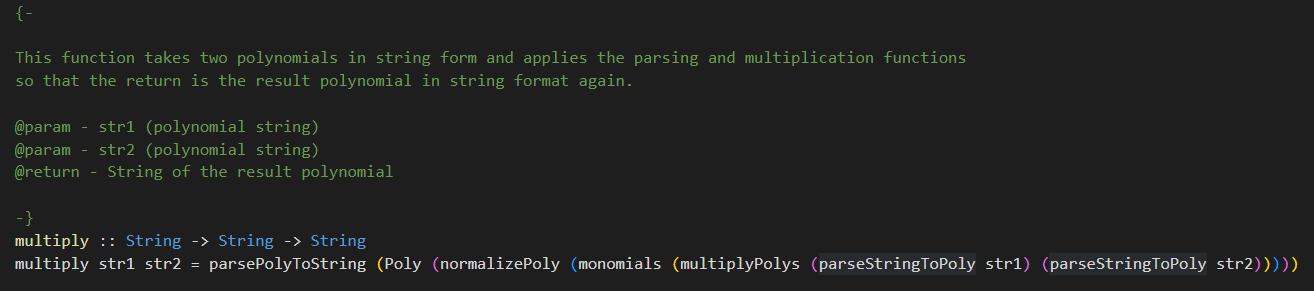 {-
This function takes two polynomials in string form and applies the parsing and multiplication functions
so that the return is the result polynomial in string format again.
@param - str1 (polynomial string)
@param - str2 (polynomial string)
@return - String of the result polynomial
-}
multiply :: String -> String -> String
multiply str1 str2 = parsePolyToString (Poly (normalizePoly (monomials (multiplyPolys (parseStringToPoly str1) (parseStringToPoly str2)))))